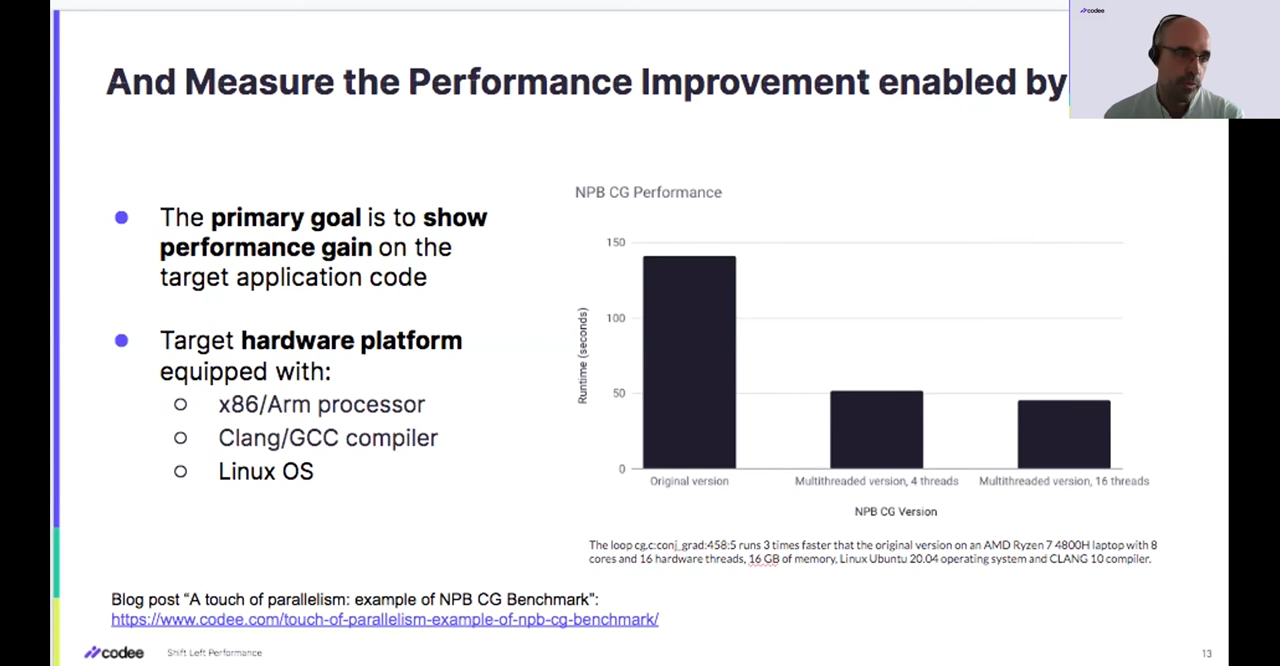 codee
And Measure the Performance Improvement enabled by
The primary goal is to show
performance gain on the
target application code
Target hardware platform
equipped with:
x86/Arm processor
Clang/GCC compiler
Linux OS
NPB CG Performance
Runtime (seconds)
150
100
50
0
Original version
Multithreaded version, 4 threads
Multithreaded version, 16 threads
NPB CG Version
The loop cg.c:conj_grad:458:5 runs 3 times faster that the original version on an AMD Ryzen 7 4800H laptop with 8
cores and 16 hardware threads, 16 GB of memory, Linux Ubuntu 20.04 operating system and CLANG 10 compiler.
Blog post “A touch of parallelism: example of NPB CG Benchmark”:
https://www.codee.com/touch-of-parallelism-example-of-npb-cg-benchmark/
codee
Shift Left Performance
13